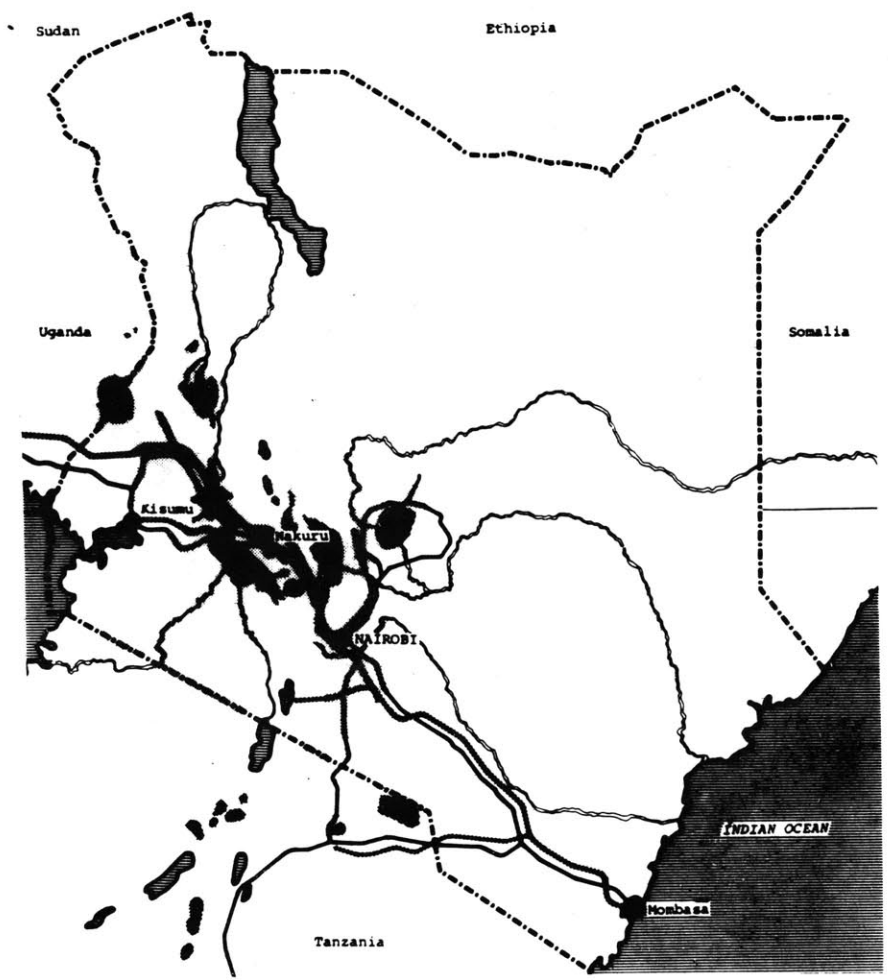 Sudan
Ethiopia
Uganda
Somalia
Kisumu
Nakuru
NAIROBI
INDIAN OCEAN
Mombasa
Tanzania